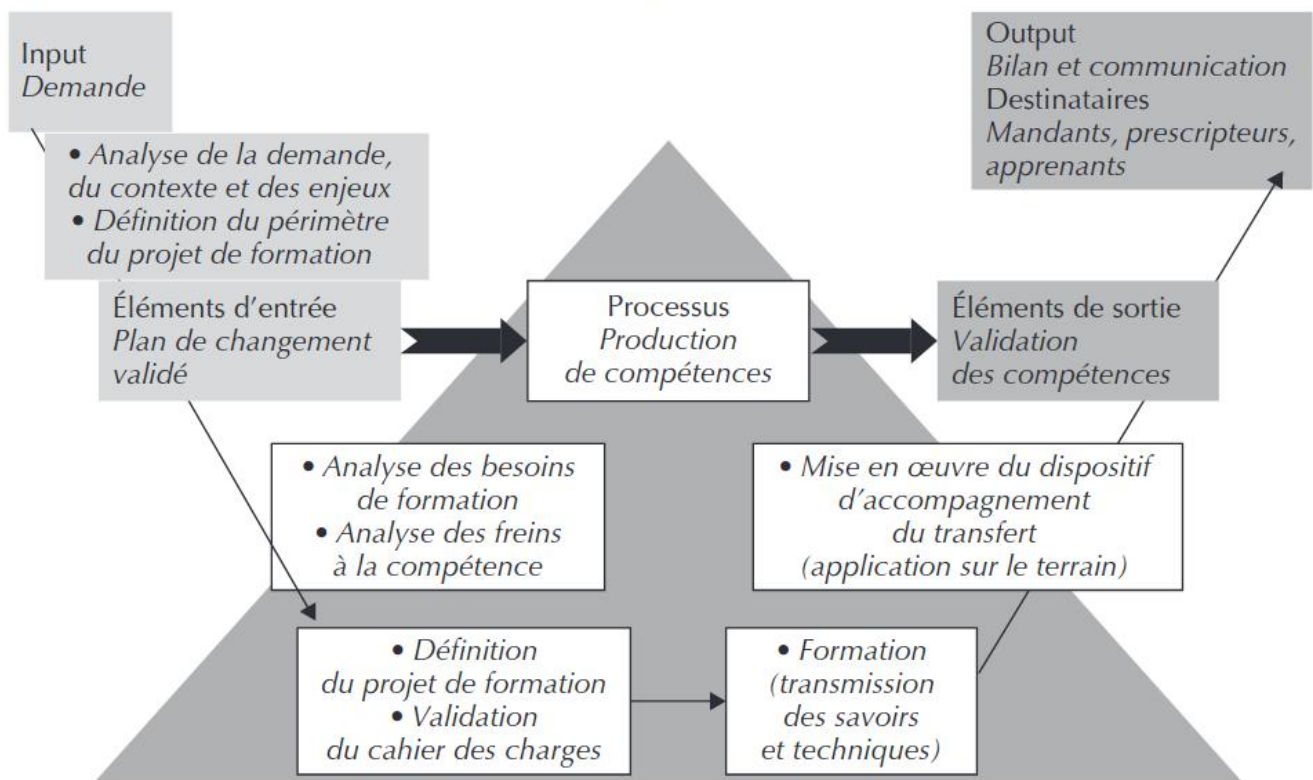 Input
Demande
• Analyse de la demande,
du contexte et des enjeux
• Définition du périmètre
du projet de formation
Éléments d'entrée
Plan de changement
validé
Processus
Production
de compétences
Éléments de sortie
Validation
des compétences
Output
Bilan et communication
Destinataires
Mandants, prescripteurs,
apprenants
• Analyse des besoins
de formation
• Analyse des freins
à la compétence
• Mise en œuvre du dispositif
d'accompagnement
du transfert
(application sur le terrain)
• Définition
du projet de formation
• Validation
du cahier des charges
• Formation
(transmission
des savoirs
et techniques)